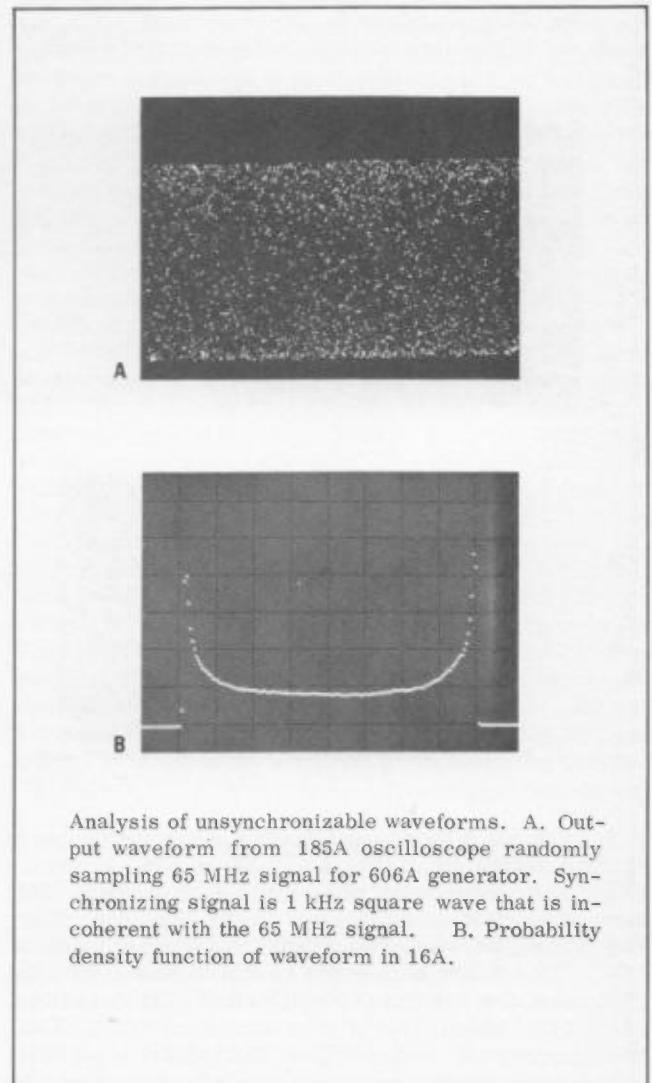 A
B
Analysis of unsynchronizable waveforms. A. Out-
put waveform from 185A oscilloscope randomly
sampling 65 MHz signal for 606A generator. Syn-
chronizing signal is 1 kHz square wave that is in-
coherent with the 65 MHz signal. B. Probability
density function of waveform in 16A.